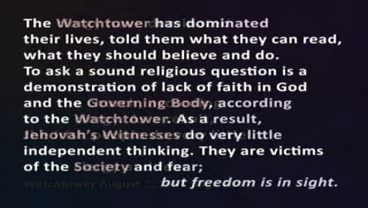 The Watchtower has dominated
their lives, told them what they can read,
what they should believe and do.
To ask a sound religious question is a
demonstration of lack of faith in God
and the Governing Body, according
to the Watchtower. As a result,
Jehovah's Witnesses do very little
independent thinking. They are victims
of the Society and fear;
but freedom is in sight.
Watchtower August 1,